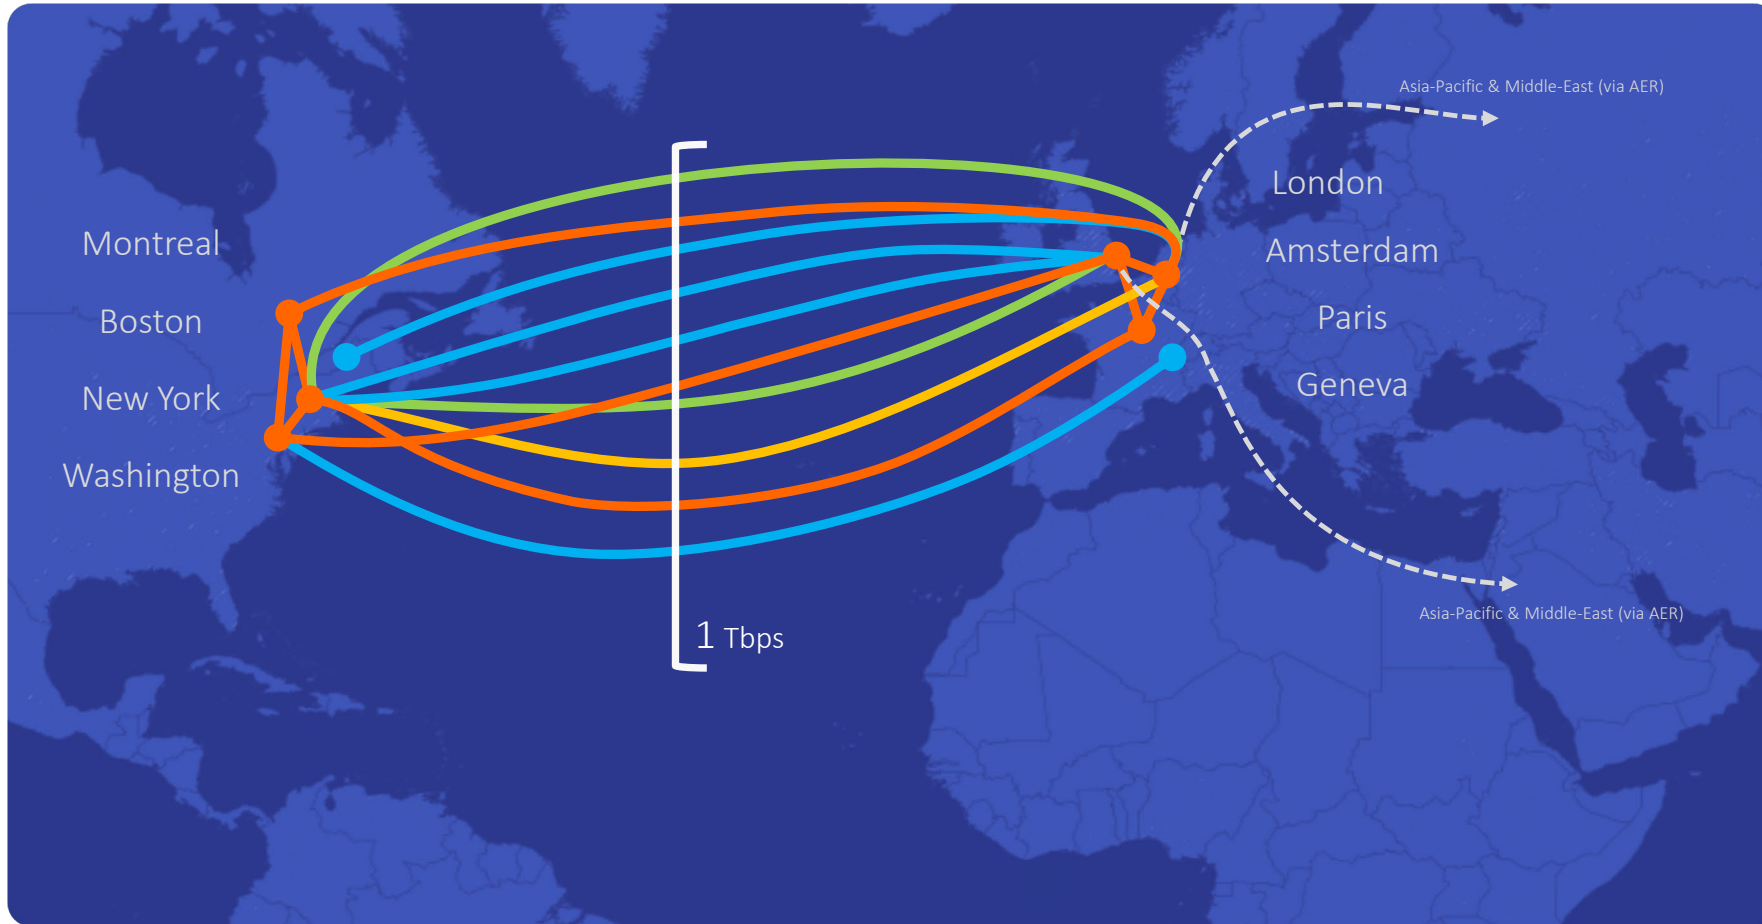 Asia-Pacific & Middle-East (via AER)
London
Montreal
Amsterdam
Boston
Paris
New York
Geneva
Washington
Asia-Pacific & Middle-East (via AER)
1 Tbps